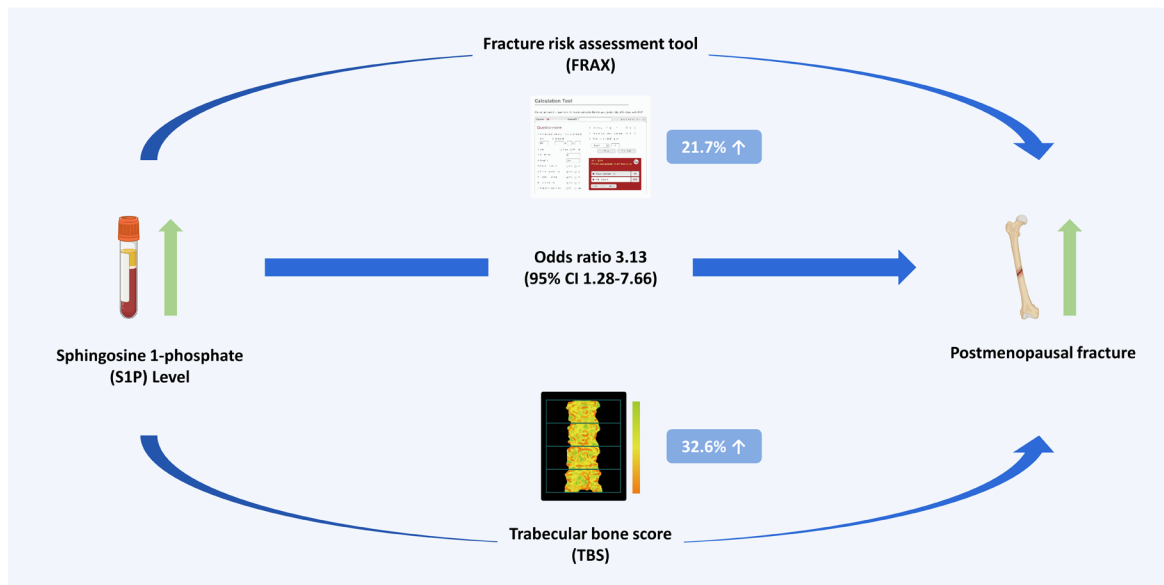 Fracture risk assessment tool
(FRAX)
Calculation Tool
Questionnaire
21.7% ↑
Odds ratio 3.13
(95% CI 1.28-7.66)
Sphingosine 1-phosphate
(S1P) Level
Postmenopausal fracture
32.6% ↑
Trabecular bone score
(TBS)